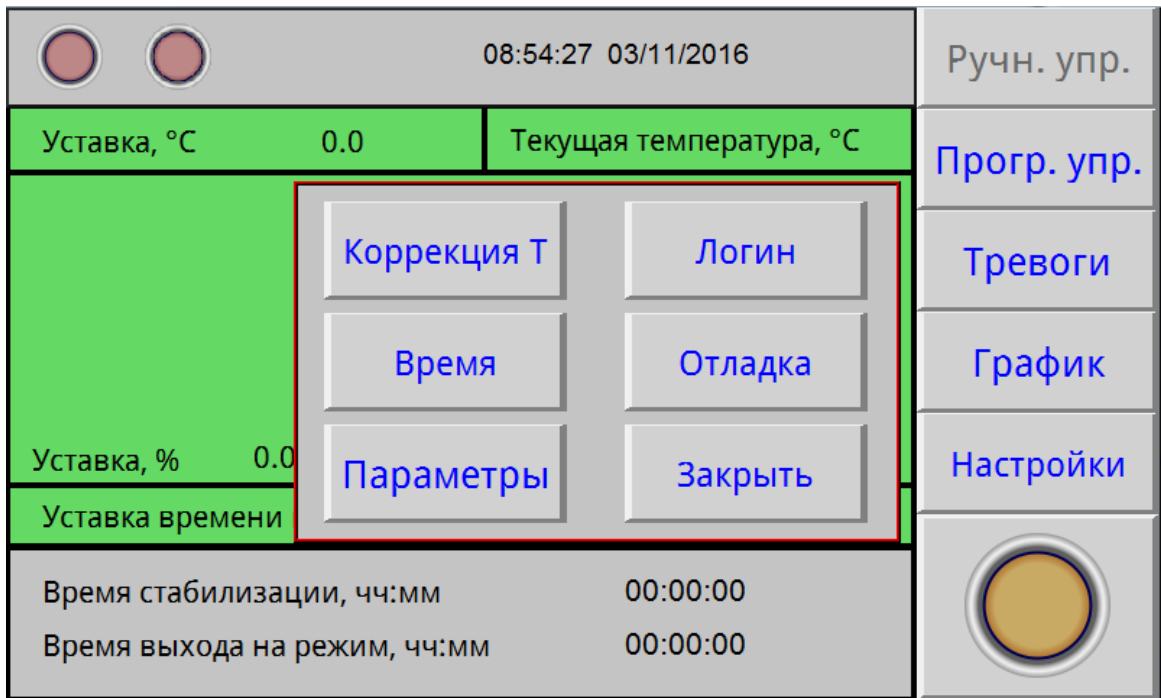 08:54:27 03/11/2016
Ручн. упр.
Уставка, °C 0.0
Текущая температура, °C
Прогр. упр.
Коррекция Т
Логин
Тревоги
Время
Отладка
График
Уставка, % 0.0
Параметры
Закрыть
Настройки
Уставка времени
Время стабилизации, чч:мм 00:00:00
Время выхода на режим, чч:мм 00:00:00